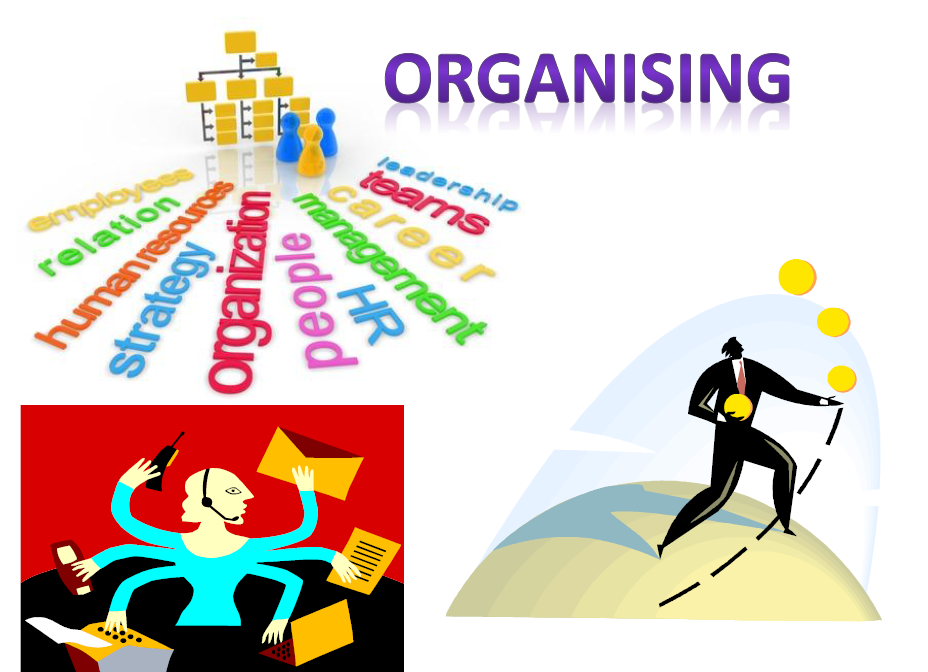 ORGANISING
leadership
teams
career
management
HR
people
organization
strategy
human resources
relation
employees